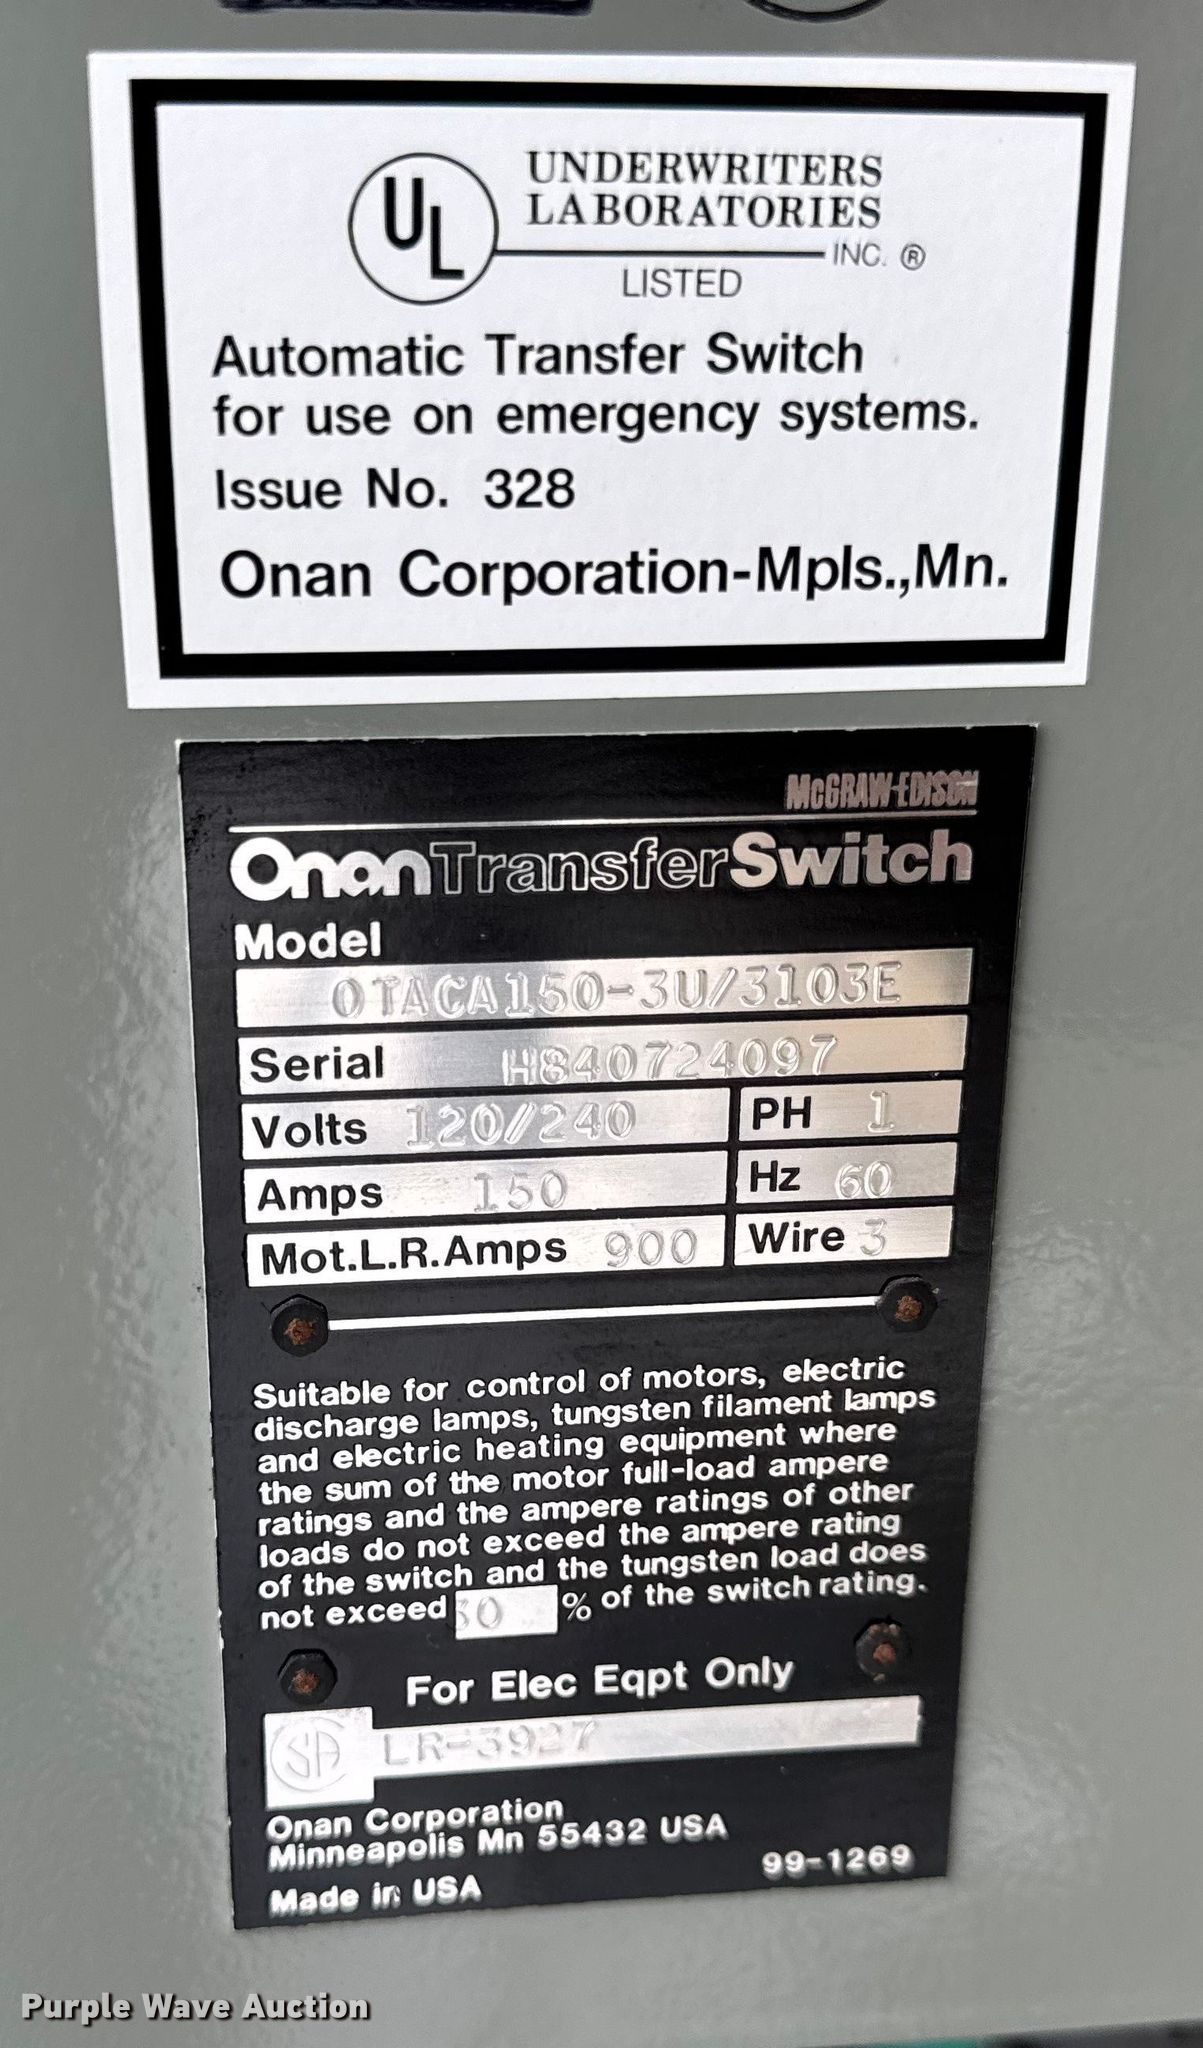 UL
UNDERWRITERS
LABORATORIES
INC. ®
LISTED
Automatic Transfer Switch
for use on emergency systems.
Issue No. 328
Onan Corporation-Mpls.,Mn.
McGRAW-EDISON
OnanTransferSwitch
Model
OTACA150-3U/3103E
Serial H840724097
Volts 120/240 PH 1
Amps 150 Hz 60
Mot.L.R.Amps 900 Wire 3
Suitable for control of motors, electric
discharge lamps, tungsten filament lamps
and electric heating equipment where
the sum of the motor full-load ampere
ratings and the ampere ratings of other
loads do not exceed the ampere rating
of the switch and the tungsten load does
not exceed % of the switch rating.
For Elec Eqpt Only
SA LR-3927
Onan Corporation
Minneapolis Mn 55432 USA
99-1269
Made in USA
Purple Wave Auction